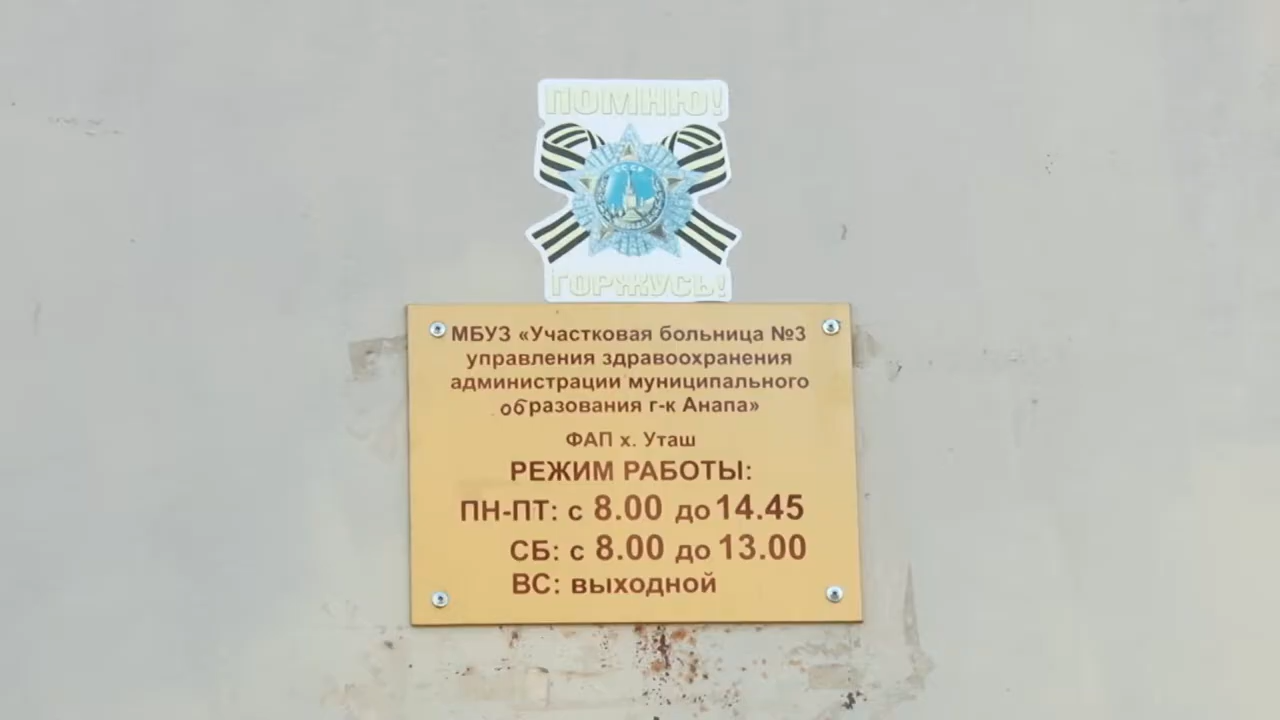 ПОМНЮ!
ГОРЖУСЬ!
МБУЗ «Участковая больница №3
управления здравоохранения
администрации муниципального
образования г-к Анапа»
ФАП х. Уташ
РЕЖИМ РАБОТЫ:
ПН-ПТ: с 8.00 до 14.45
СБ: с 8.00 до 13.00
ВС: выходной